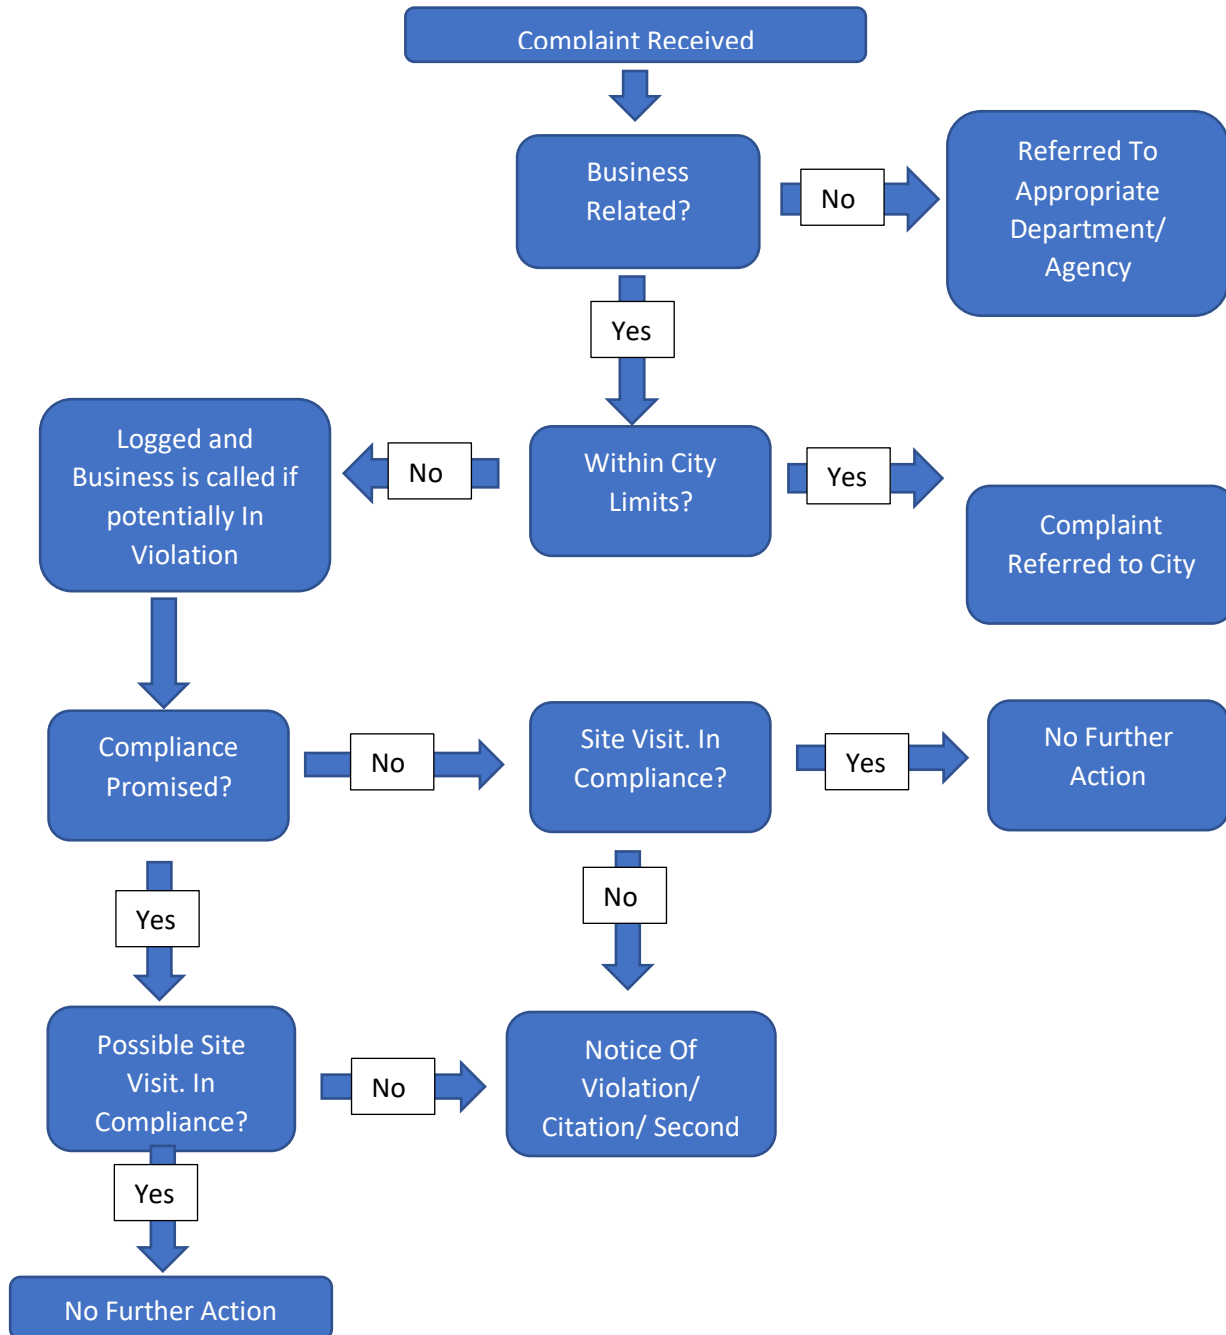 Complaint Received
Business
Related?
No
Referred To
Appropriate
Department/
Agency
Yes
Logged and
Business is called if
potentially In
Violation
No
Within City
Limits?
Yes
Complaint
Referred to City
Compliance
Promised?
No
Site Visit. In
Compliance?
Yes
No Further
Action
Yes
No
Possible Site
Visit. In
Compliance?
No
Notice Of
Violation/
Citation/ Second
Yes
No Further Action